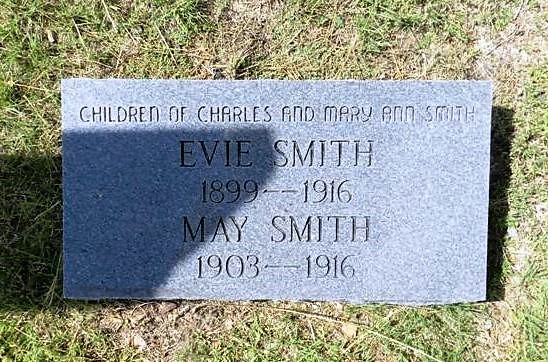 CHILDREN OF CHARLES AND MARY ANN SMITH
EVIE SMITH
1899—1916
MAY SMITH
1903—1916